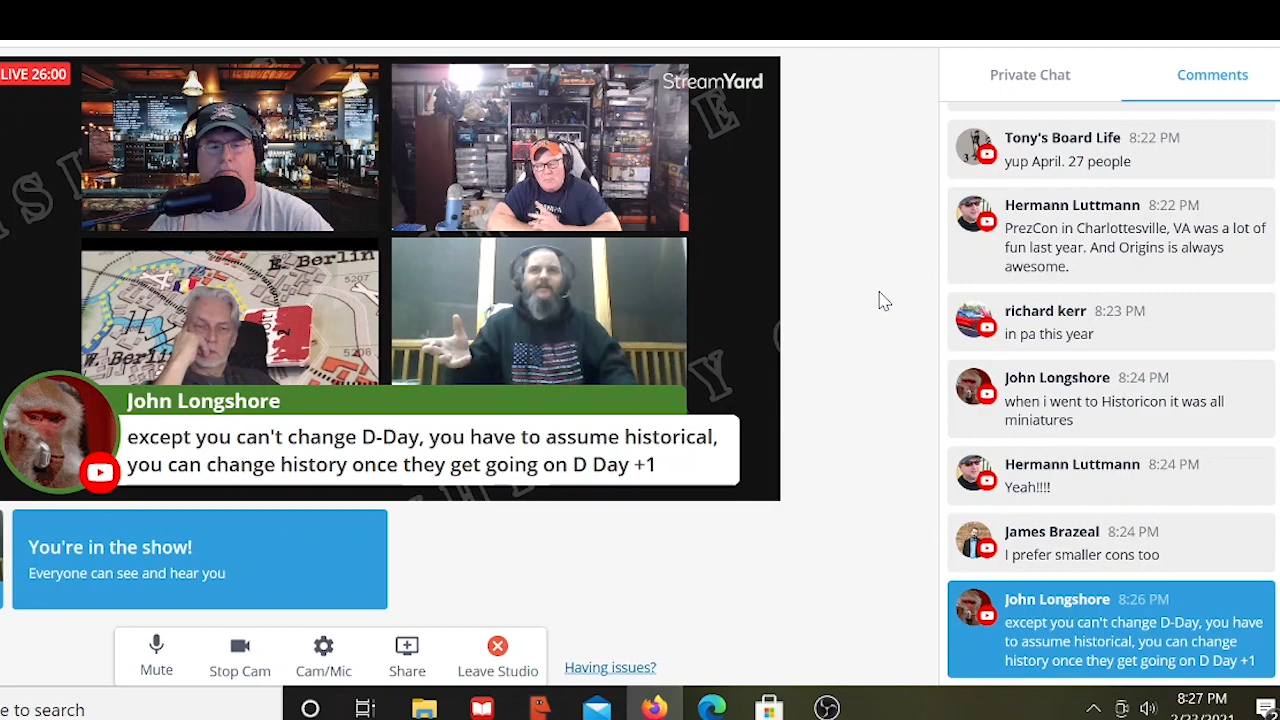 LIVE 26:00
StreamYard
E. Berlin
5207
W. Berlin
5208
John Longshore
except you can't change D-Day, you have to assume historical,
you can change history once they get going on D Day +1
You're in the show!
Everyone can see and hear you
Mute
Stop Cam
Cam/Mic
Share
Leave Studio
Having issues?
Private Chat
Comments
Tony's Board Life 8:22 PM
yup April. 27 people
Hermann Luttmann 8:22 PM
PrezCon in Charlottesville, VA was a lot of
fun last year. And Origins is always
awesome.
richard kerr 8:23 PM
in pa this year
John Longshore 8:24 PM
when i went to Historicon it was all
miniatures
Hermann Luttmann 8:24 PM
Yeah!!!!
James Brazeal 8:24 PM
I prefer smaller cons too
John Longshore 8:26 PM
except you can't change D-Day, you have
to assume historical, you can change
history once they get going on D Day +1
e to search
8:27 PM